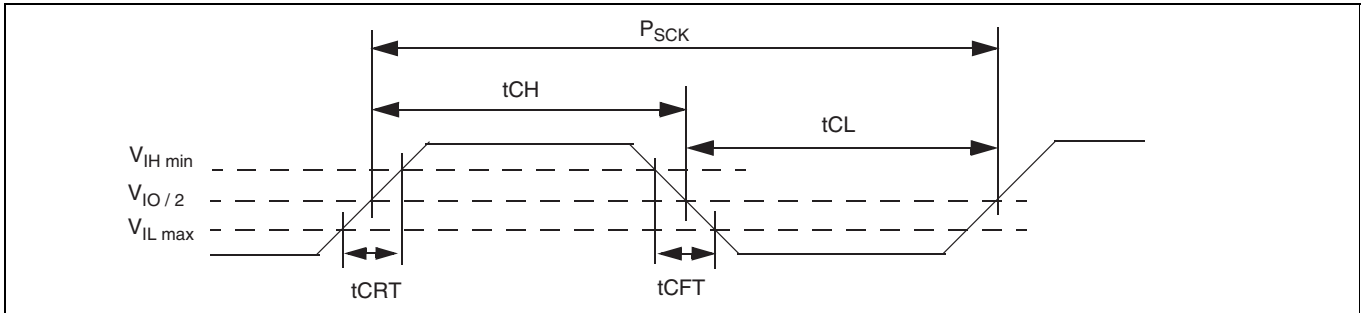 PSCK
tCH
tCL
VIH min
VIO / 2
VIL max
tCRT
tCFT